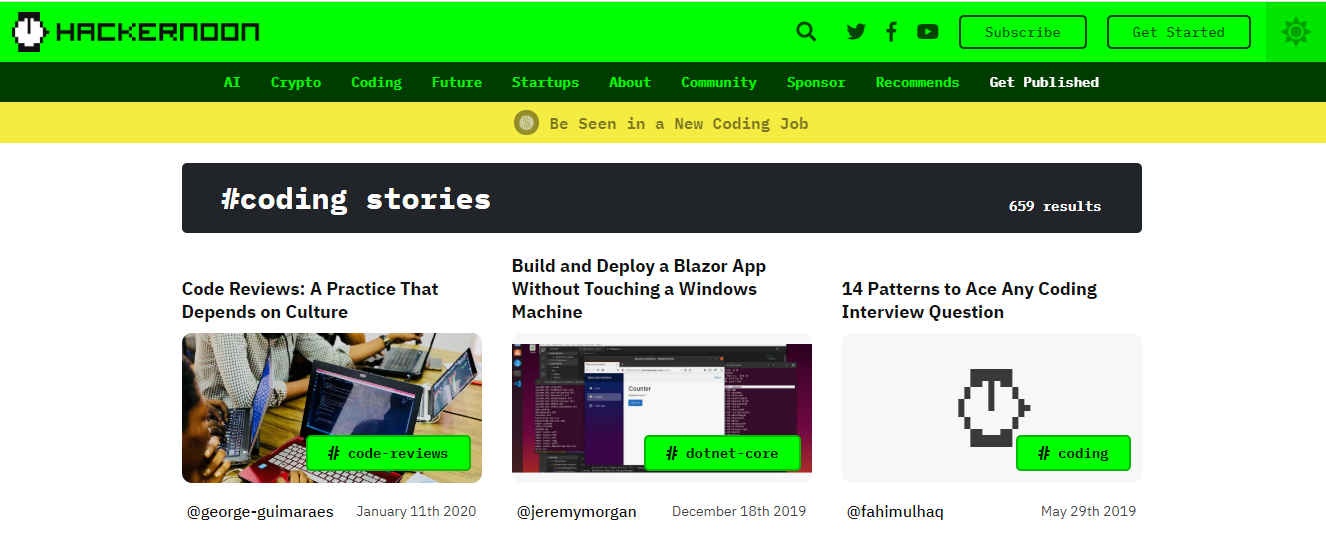 HACKERNOON
Subscribe
Get Started
AI Crypto Coding Future Startups About Community Sponsor Recommends Get Published
Be Seen in a New Coding Job
#coding stories
659 results
Code Reviews: A Practice That
Depends on Culture
# code-reviews
@george-guimaraes January 11th 2020
Build and Deploy a Blazor App
Without Touching a Windows
Machine
Counter
# dotnet-core
@jeremymorgan December 18th 2019
14 Patterns to Ace Any Coding
Interview Question
# coding
@fahimulhaq May 29th 2019